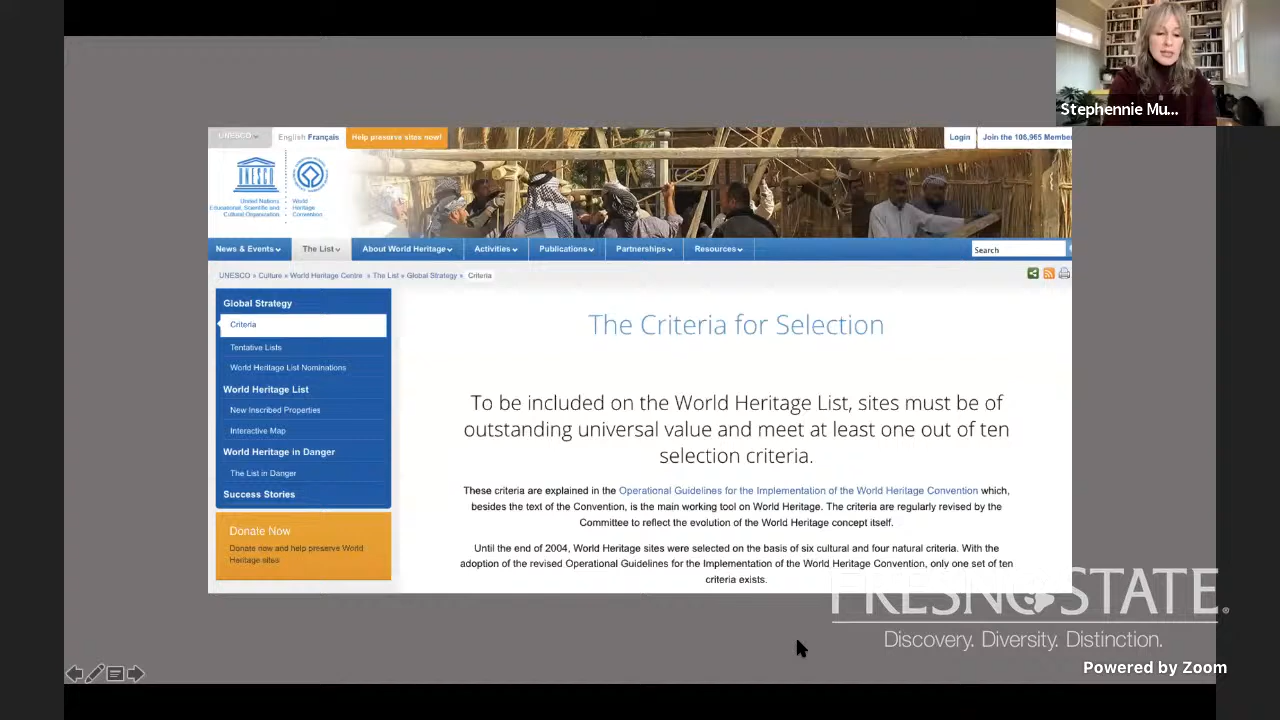 Stephennie Mu...
UNESCO
English Français
Help preserve sites now!
Login
Join the 106,965 Member
United Nations
Educational, Scientific and
Cultural Organization
World
Heritage
Convention
News & Events
The List
About World Heritage
Activities
Publications
Partnerships
Resources
Search
UNESCO » Culture » World Heritage Centre » The List » Global Strategy » Criteria
Global Strategy
Criteria
Tentative Lists
World Heritage List Nominations
World Heritage List
New Inscribed Properties
Interactive Map
World Heritage in Danger
The List in Danger
Success Stories
Donate Now
Donate now and help preserve World
Heritage sites
The Criteria for Selection
To be included on the World Heritage List, sites must be of
outstanding universal value and meet at least one out of ten
selection criteria.
These criteria are explained in the Operational Guidelines for the Implementation of the World Heritage Convention which,
besides the text of the Convention, is the main working tool on World Heritage. The criteria are regularly revised by the
Committee to reflect the evolution of the World Heritage concept itself.
Until the end of 2004, World Heritage sites were selected on the basis of six cultural and four natural criteria. With the
adoption of the revised Operational Guidelines for the Implementation of the World Heritage Convention, only one set of ten
criteria exists.
FRESNO STATE®
Discovery. Diversity. Distinction.
Powered by Zoom